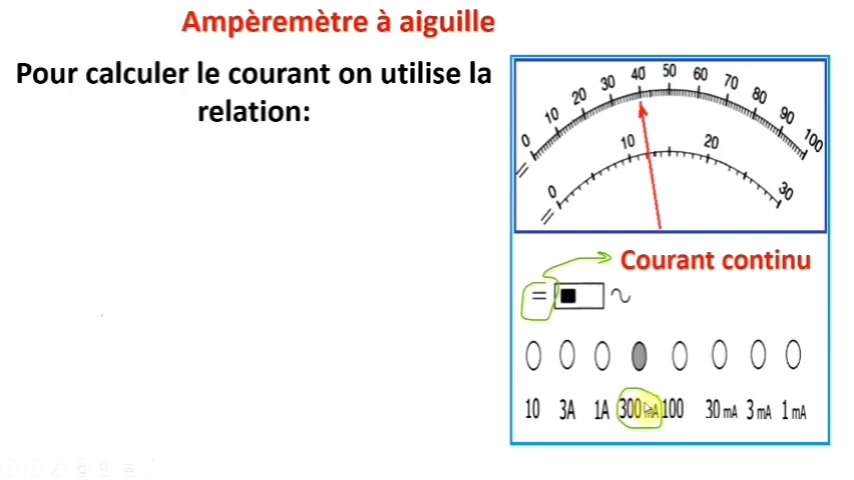 Ampèremètre à aiguille
Pour calculer le courant on utilise la
relation:
0 10 20 30 40 50 60 70 80 90 100
=
0 10 20 30
=
Courant continu
= ~
10 3A 1A 300 mA 100 30 mA 3 mA 1 mA